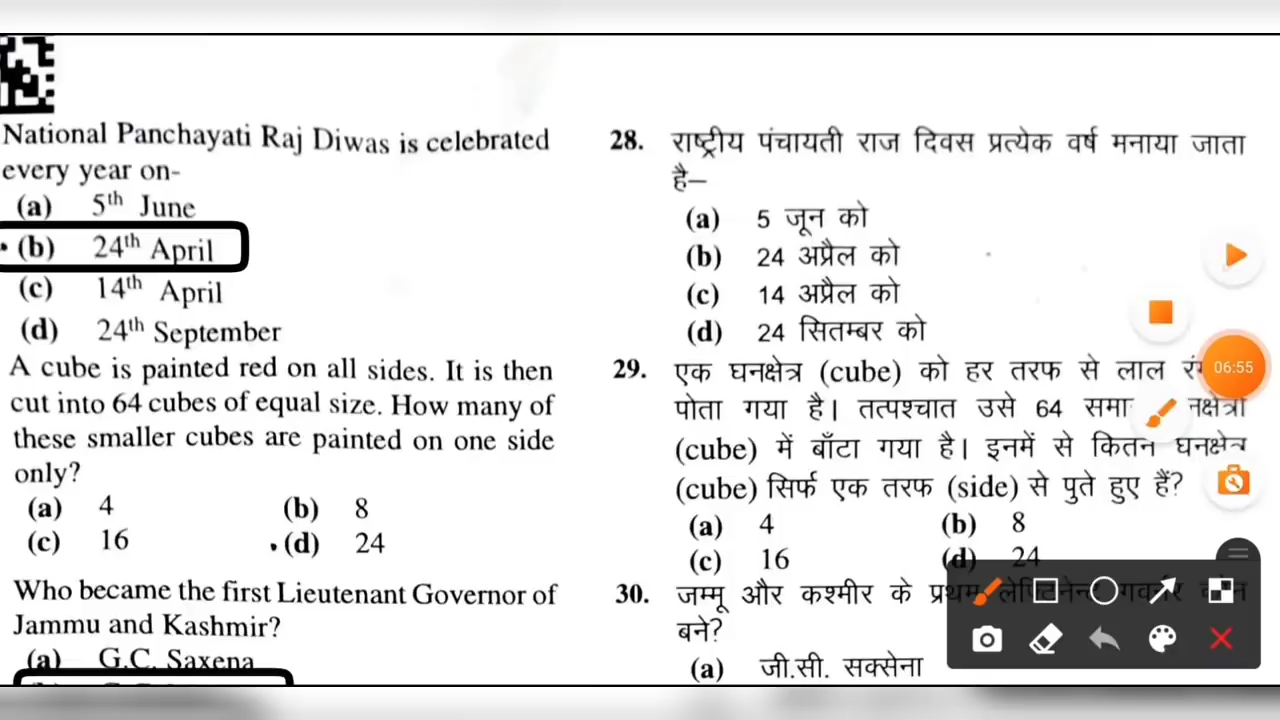 National Panchayati Raj Diwas is celebrated
every year on-
(a) 5th June
(b) 24th April
(c) 14th April
(d) 24th September
A cube is painted red on all sides. It is then
cut into 64 cubes of equal size. How many of
these smaller cubes are painted on one side
only?
(a) 4 (b) 8
(c) 16 (d) 24
Who became the first Lieutenant Governor of
Jammu and Kashmir?
(a) G.C. Saxena
28. राष्ट्रीय पंचायती राज दिवस प्रत्येक वर्ष मनाया जाता
है–
(a) 5 जून को
(b) 24 अप्रैल को
(c) 14 अप्रैल को
(d) 24 सितम्बर को
29. एक घनक्षेत्र (cube) को हर तरफ से लाल
पोता गया है। तत्पश्चात उसे 64
(cube) में बाँटा गया है। इनमें से कितने घनक्षेत्र
(cube) सिर्फ एक तरफ (side) से पुते हुए हैं?
(a) 4 (b) 8
(c) 16 (d) 24
30. जम्मू और कश्मीर के प्रथम लेफ्टिनेन्ट गवर्नर
बने?
(a) जी.सी. सक्सेना
06:55